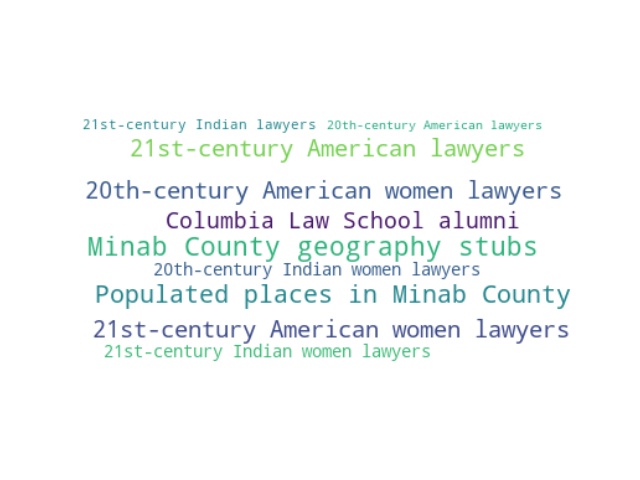 21st-century Indian lawyers 20th-century American lawyers
21st-century American lawyers
20th-century American women lawyers
Columbia Law School alumni
Minab County geography stubs
20th-century Indian women lawyers
Populated places in Minab County
21st-century American women lawyers
21st-century Indian women lawyers